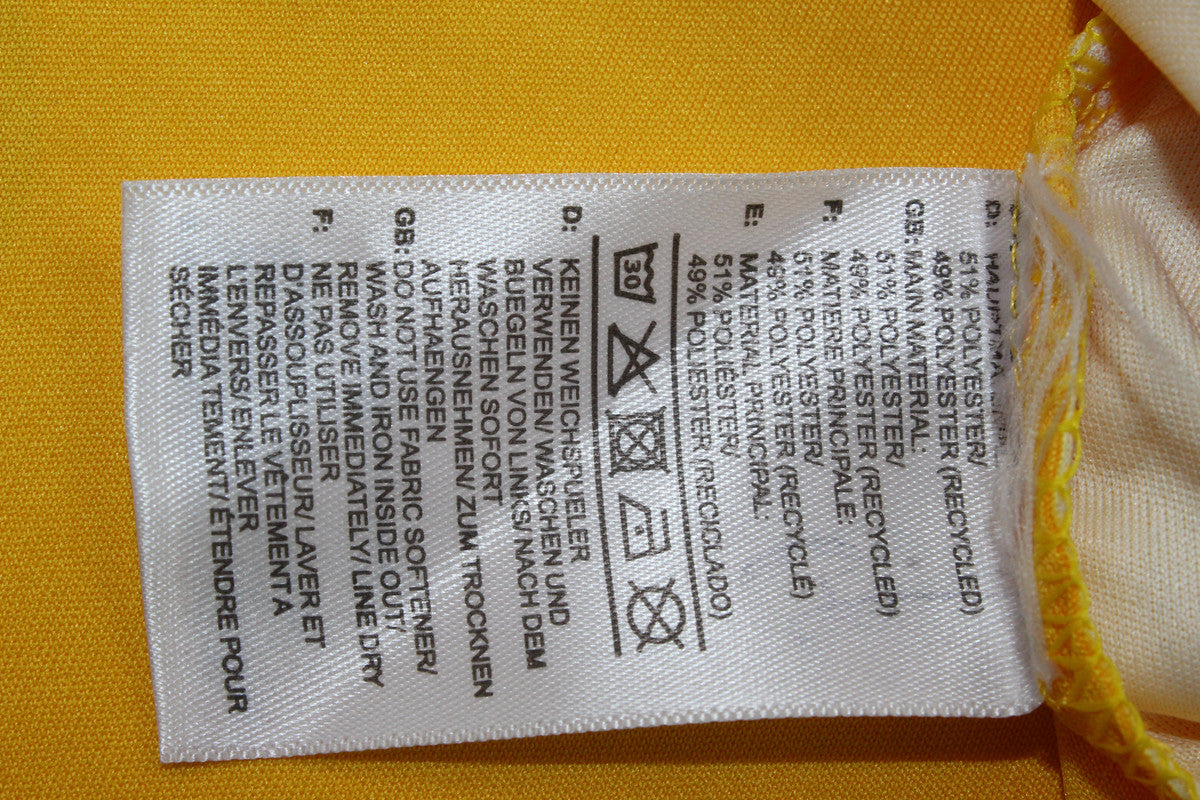 D: HAUPTMA
51% POLYESTER/
49% POLYESTER (RECYCLED)
GB: MAIN MATERIAL:
51% POLYESTER/
49% POLYESTER (RECYCLED)
F: MATIERE PRINCIPALE:
51% POLYESTER/
49% POLYESTER (RECYCLÉ)
E: MATERIAL PRINCIPAL:
51% POLIÉSTER/
49% POLIÉSTER (RECICLADO)
30
D: KEINEN WEICHSPUELER
VERWENDEN/ WASCHEN UND
BUEGELN VON LINKS/ NACH DEM
WASCHEN SOFORT
HERAUSNEHMEN/ ZUM TROCKNEN
AUFHAENGEN
GB: DO NOT USE FABRIC SOFTENER/
WASH AND IRON INSIDE OUT/
REMOVE IMMEDIATELY/ LINE DRY
F: NE PAS UTILISER
D'ASSOUPLISSEUR/ LAVER ET
REPASSER LE VÊTEMENT A
L'ENVERS/ ENLEVER
IMMÉDIA TEMENT/ ÉTENDRE POUR
SÉCHER